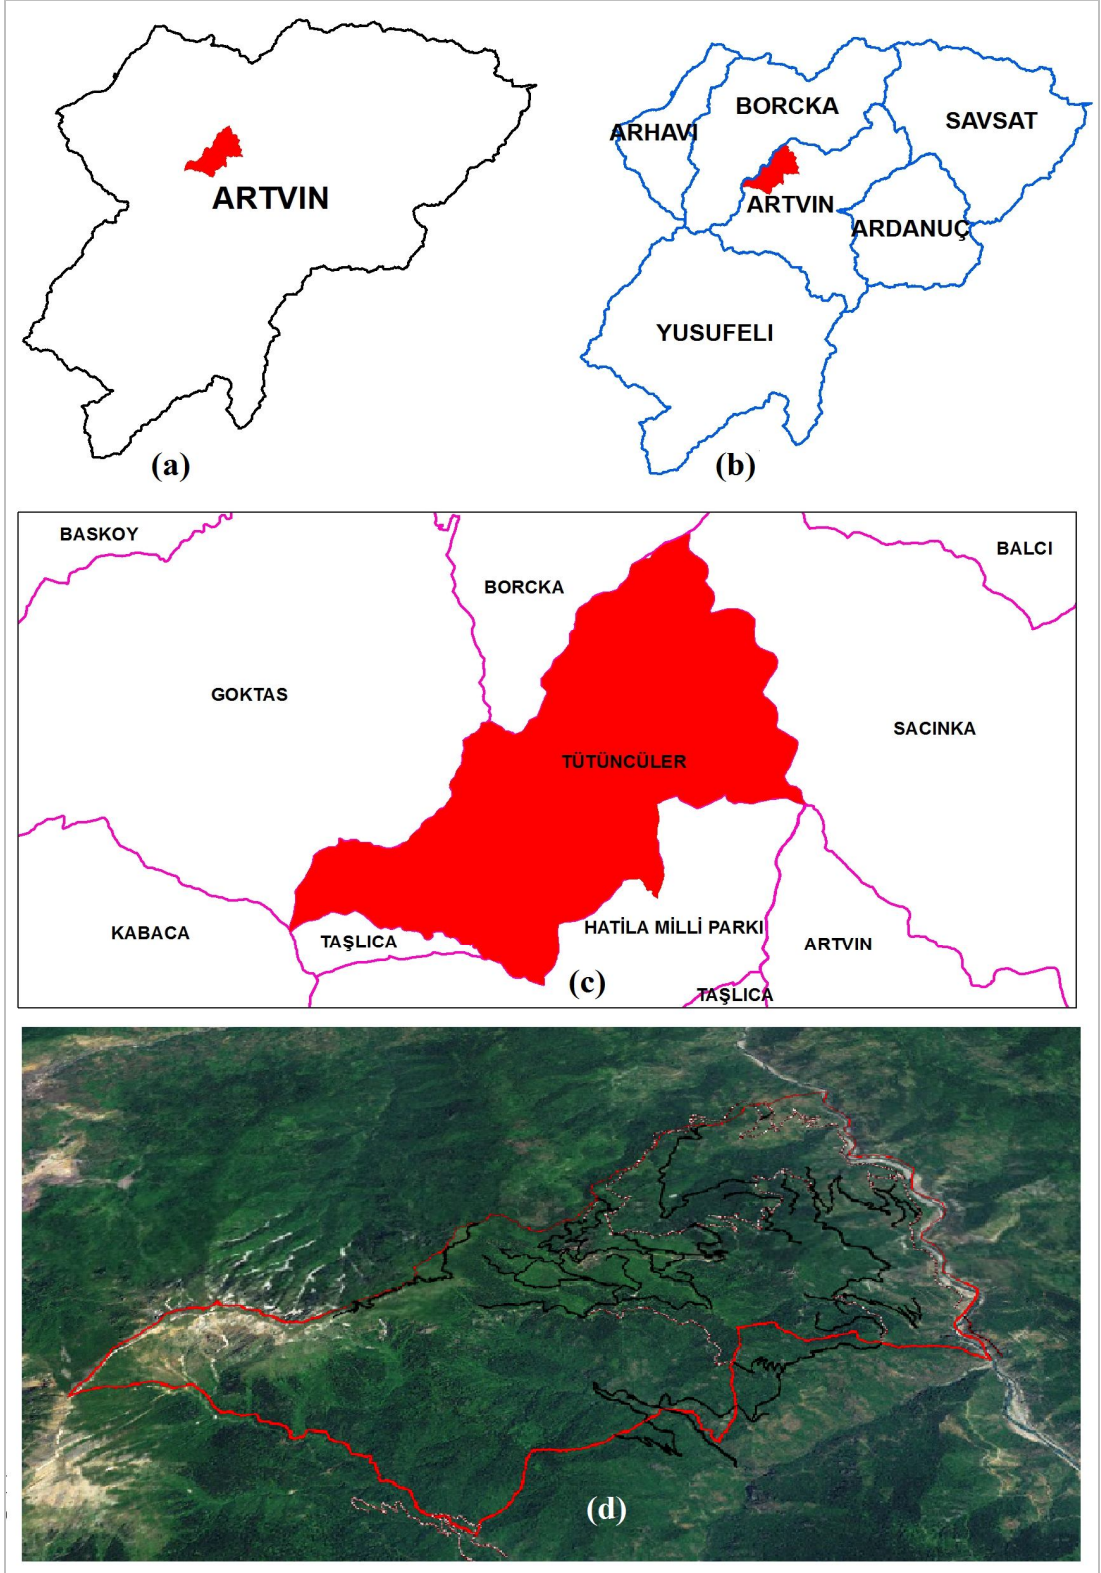 ARTVIN
(a)
BORCKA
ARHAVI
SAVSAT
ARTVIN
ARDANUÇ
YUSUFELI
(b)
BASKOY
BALCI
BORCKA
GOKTAS
SACINKA
TÜTÜNCÜLER
KABACA
TAŞLICA
HATİLA MİLLİ PARKI
ARTVIN
TAŞLICA
(c)
(d)